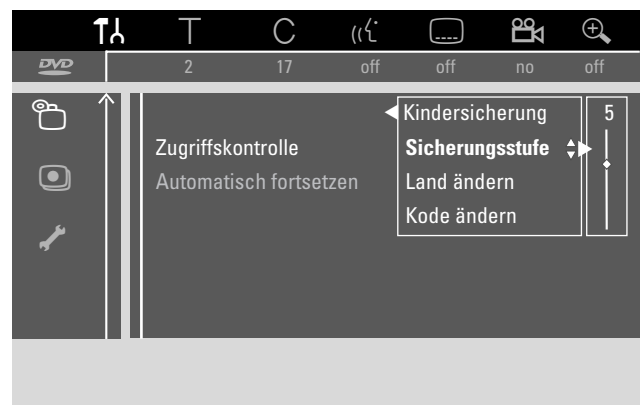 T C
DVD 2 17 off off no off
Kindersicherung 5
Zugriffskontrolle Sicherungsstufe
Automatisch fortsetzen Land ändern
Kode ändern